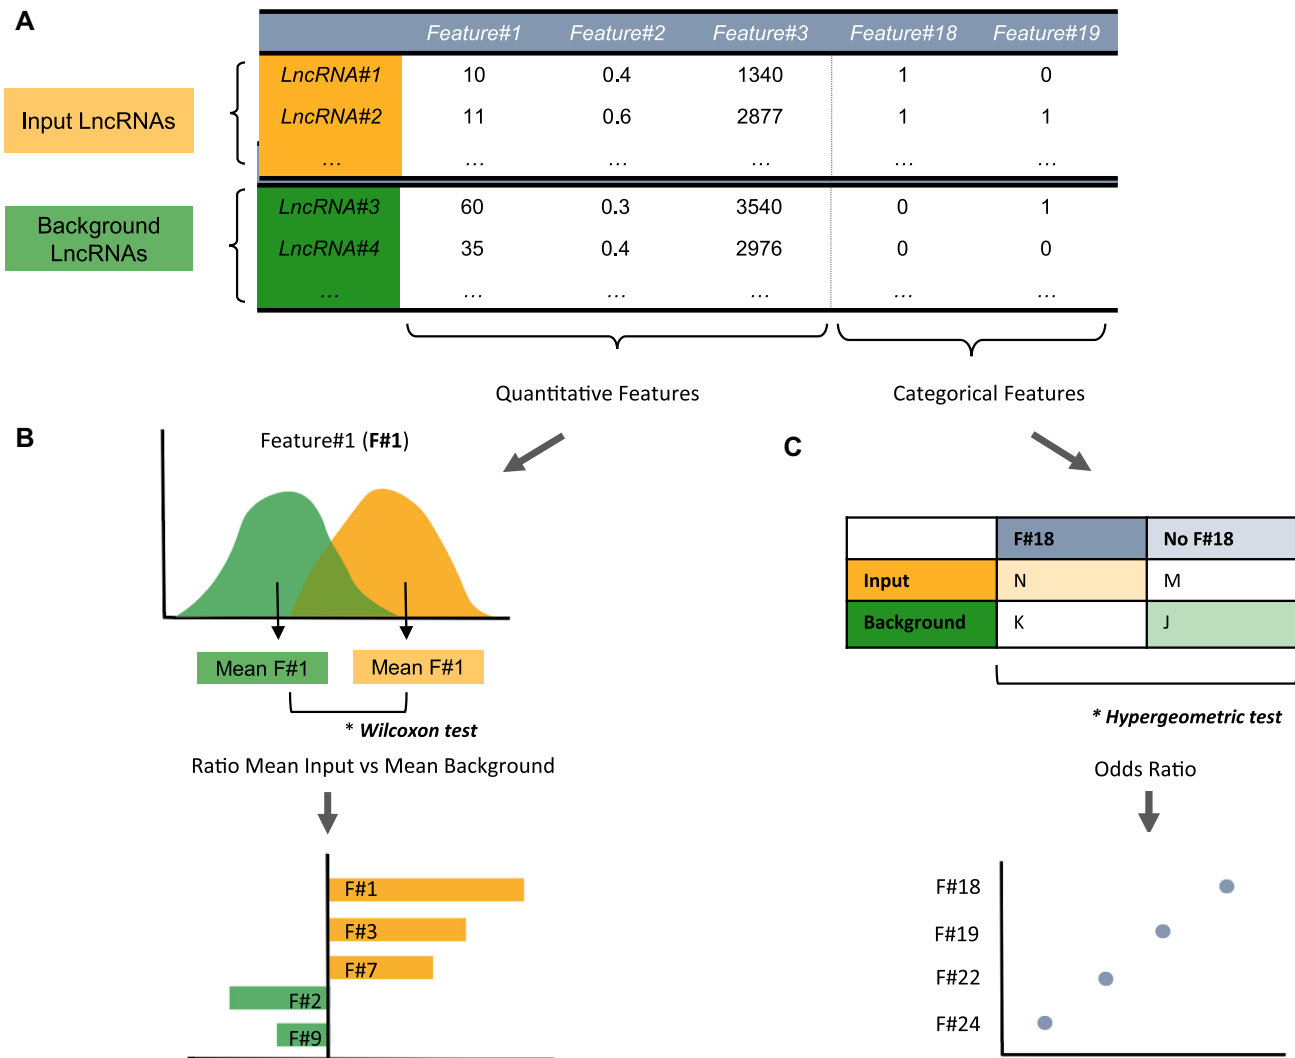 A
Feature#1 Feature#2 Feature#3 Feature#18 Feature#19
Input LncRNAs
LncRNA#1 10 0.4 1340 1 0
LncRNA#2 11 0.6 2877 1 1
... ... ... ... ... ...
Background
LncRNAs
LncRNA#3 60 0.3 3540 0 1
LncRNA#4 35 0.4 2976 0 0
... ... ... ... ... ...
Quantitative Features
Categorical Features
B
Feature#1 (F#1)
Mean F#1
Mean F#1
* Wilcoxon test
Ratio Mean Input vs Mean Background
F#1
F#3
F#7
F#2
F#9
C
F#18 No F#18
Input N M
Background K J
* Hypergeometric test
Odds Ratio
F#18
F#19
F#22
F#24